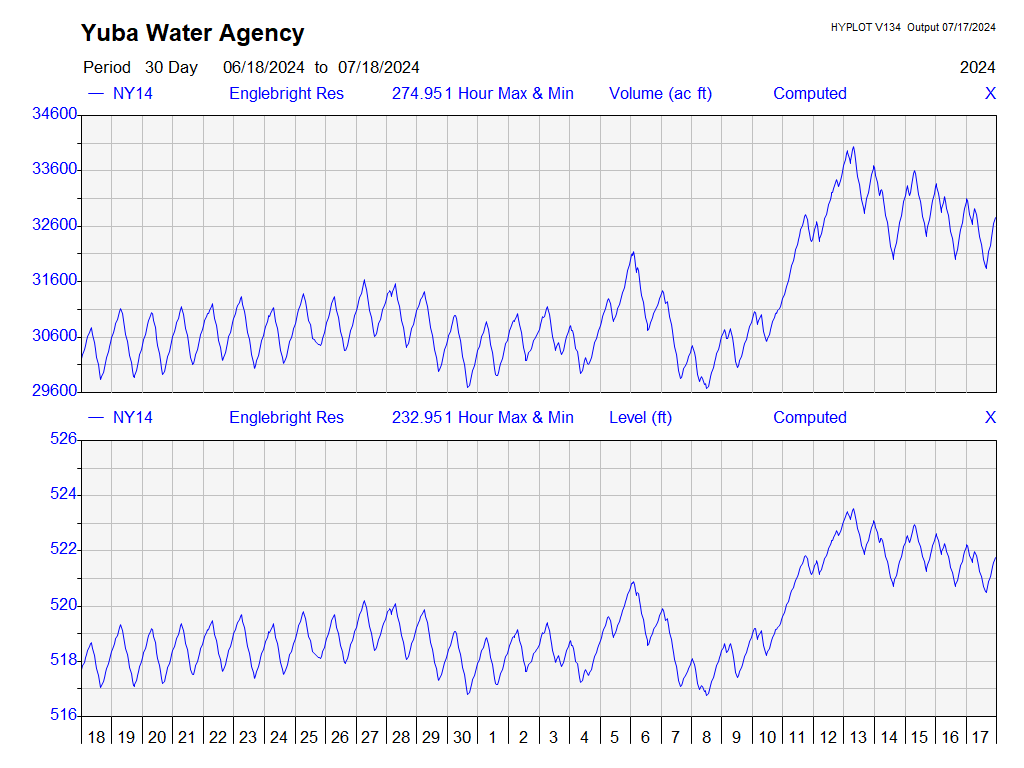 Yuba Water Agency
HYPLOT V134 Output 07/17/2024
Period 30 Day 06/18/2024 to 07/18/2024 2024
NY14 Englebright Res 274.951 Hour Max & Min Volume (ac ft) Computed X
34600
33600
32600
31600
30600
29600
NY14 Englebright Res 232.951 Hour Max & Min Level (ft) Computed X
526
524
522
520
518
516
18 19 20 21 22 23 24 25 26 27 28 29 30 1 2 3 4 5 6 7 8 9 10 11 12 13 14 15 16 17